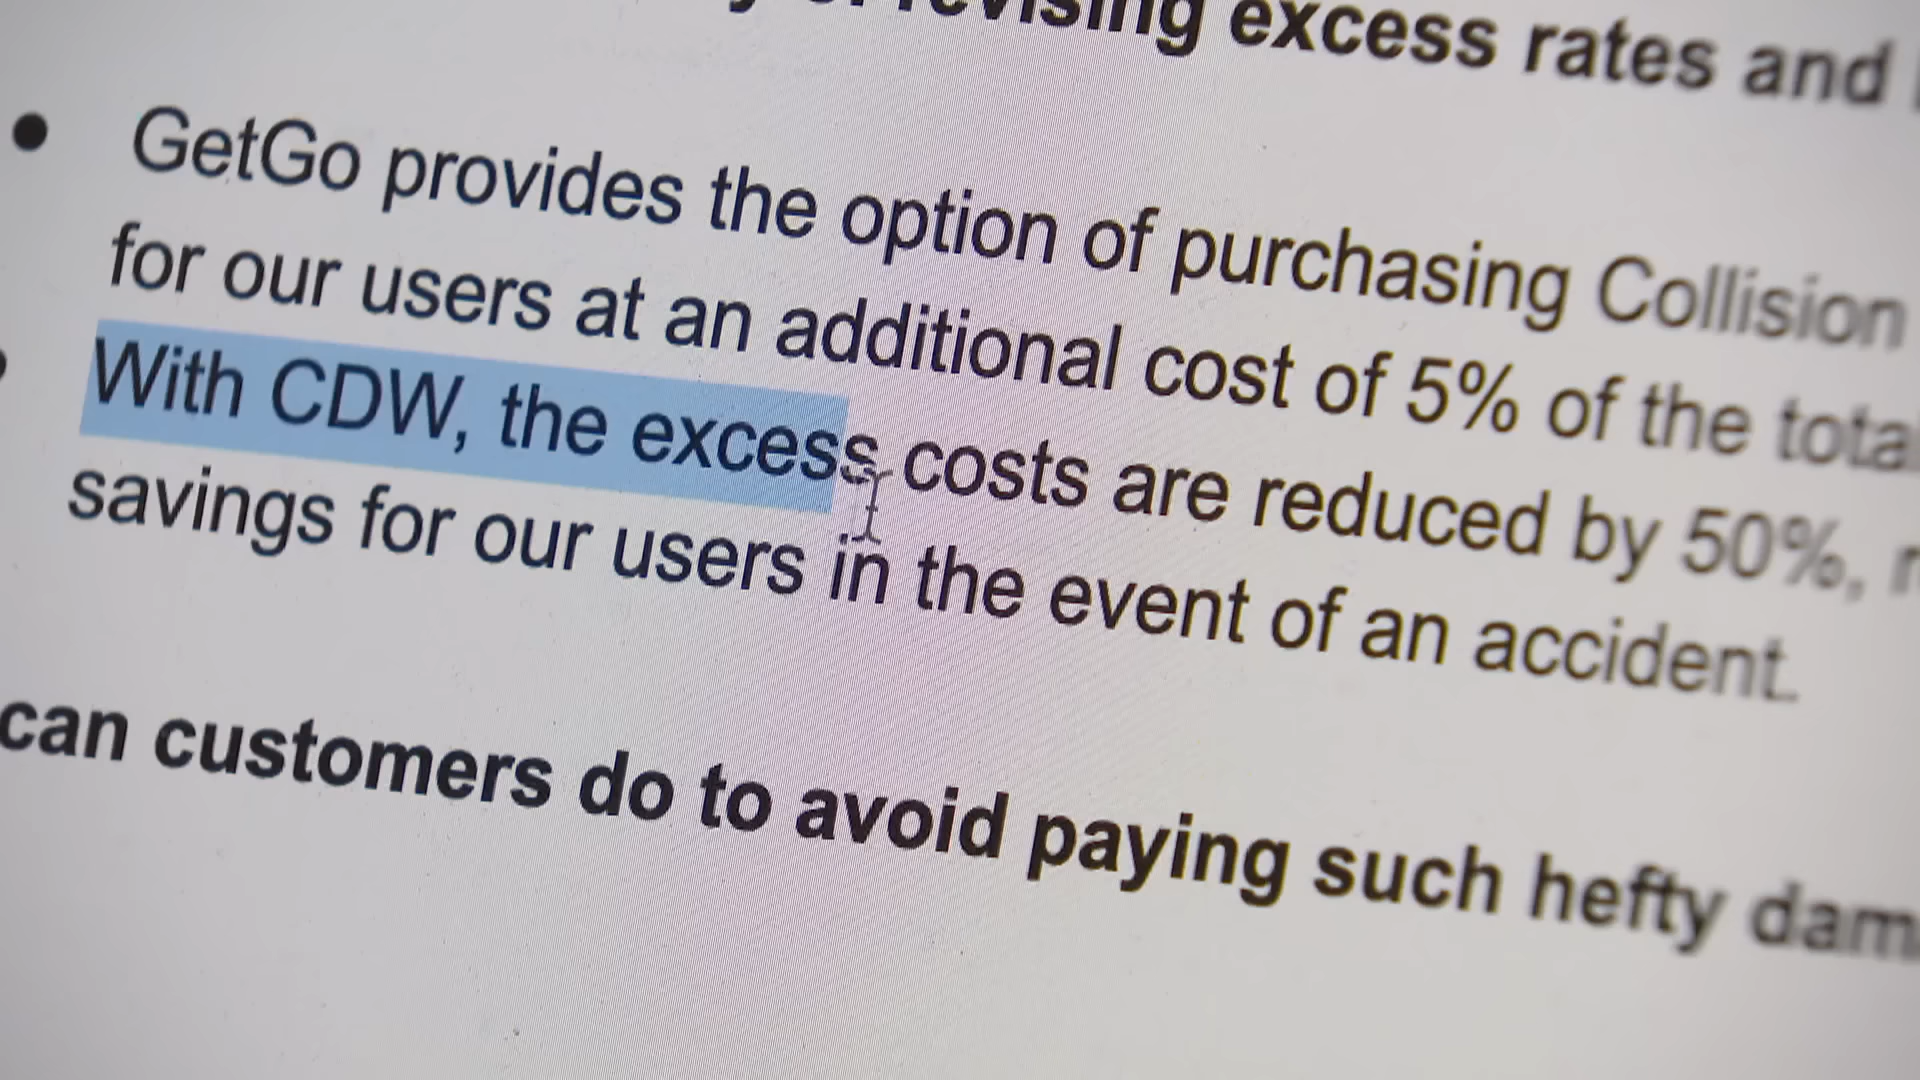 revising excess rates and
• GetGo provides the option of purchasing Collision
for our users at an additional cost of 5% of the total
With CDW, the excess costs are reduced by 50%,
savings for our users in the event of an accident.
can customers do to avoid paying such hefty